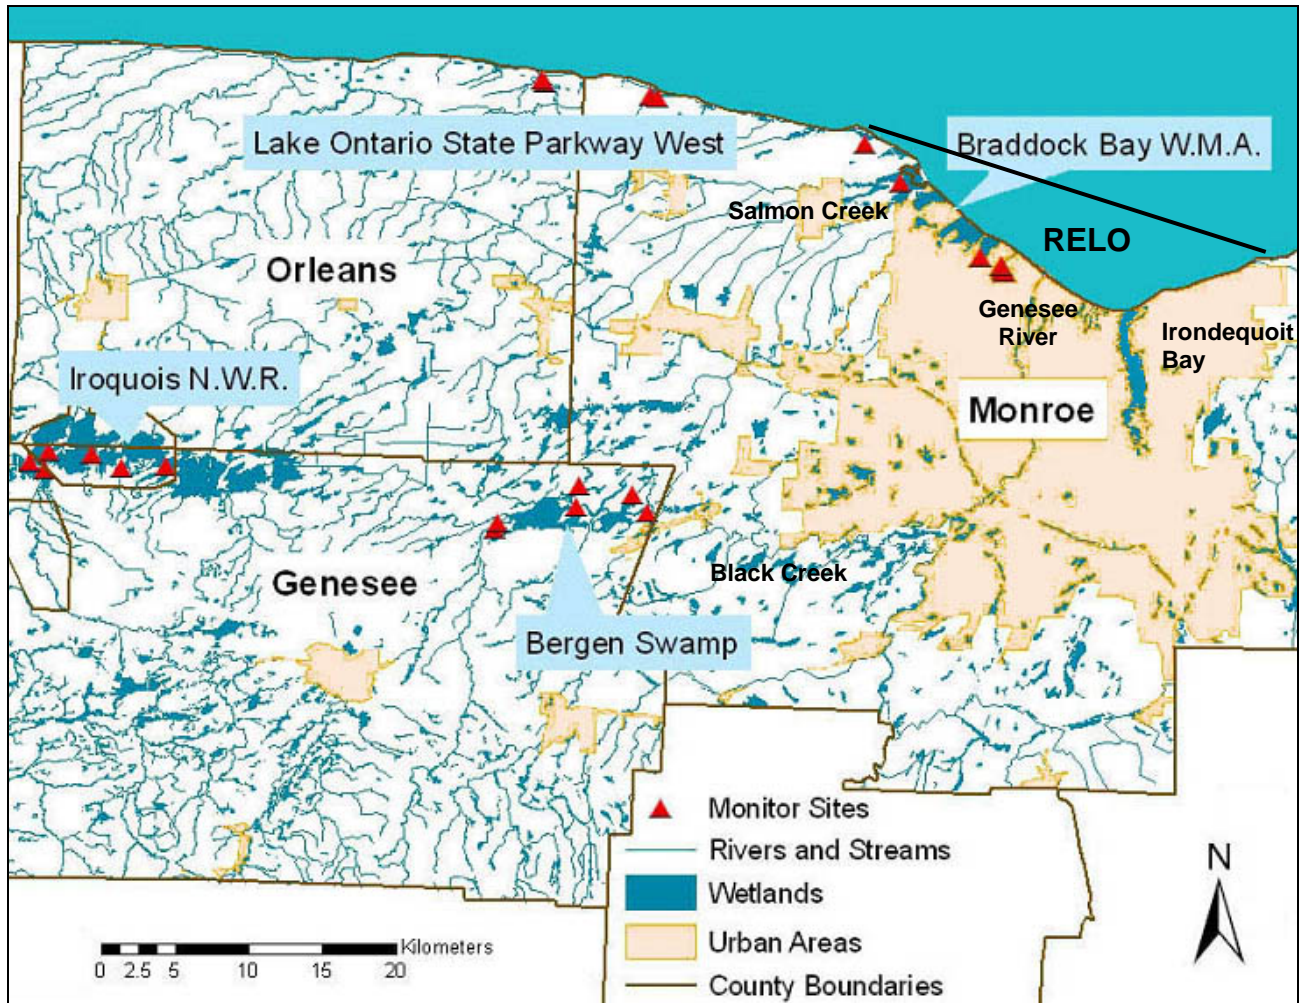 Lake Ontario State Parkway West
Braddock Bay W.M.A.
Salmon Creek
RELO
Orleans
Genesee
River
Irondequoit
Bay
Iroquois N.W.R.
Monroe
Genesee
Black Creek
Bergen Swamp
Monitor Sites
Rivers and Streams
Wetlands
Urban Areas
County Boundaries
N
Kilometers
0 2.5 5 10 15 20